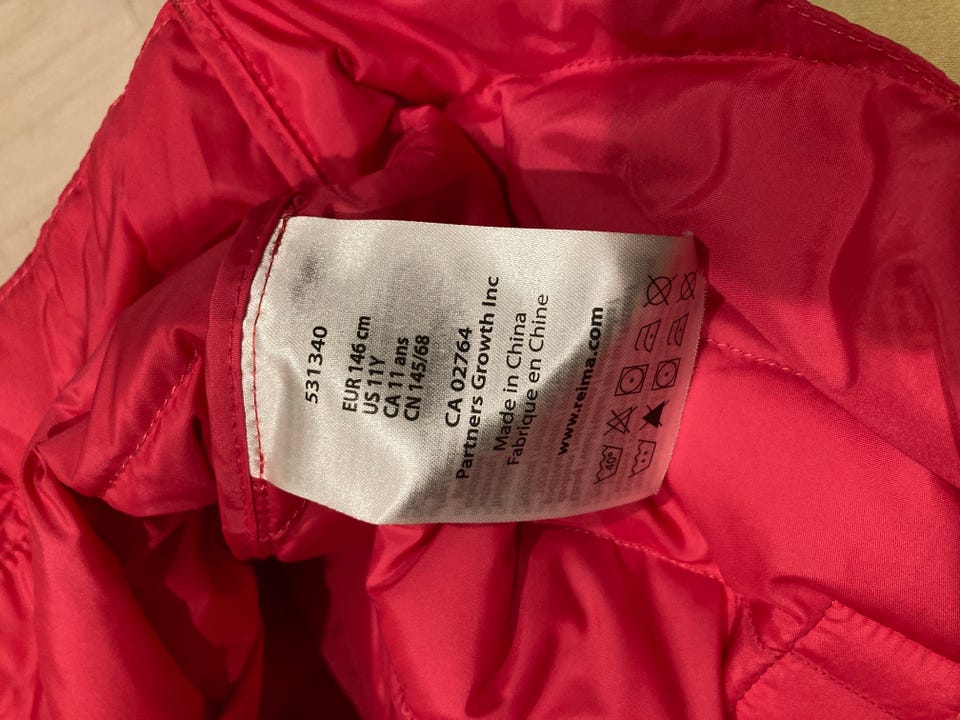 531340
EUR 146 cm
US 11Y
CA 11 ans
CN 145/68
CA 02764
Partners Growth Inc
Made in China
Fabriqué en Chine
www.reima.com
40°